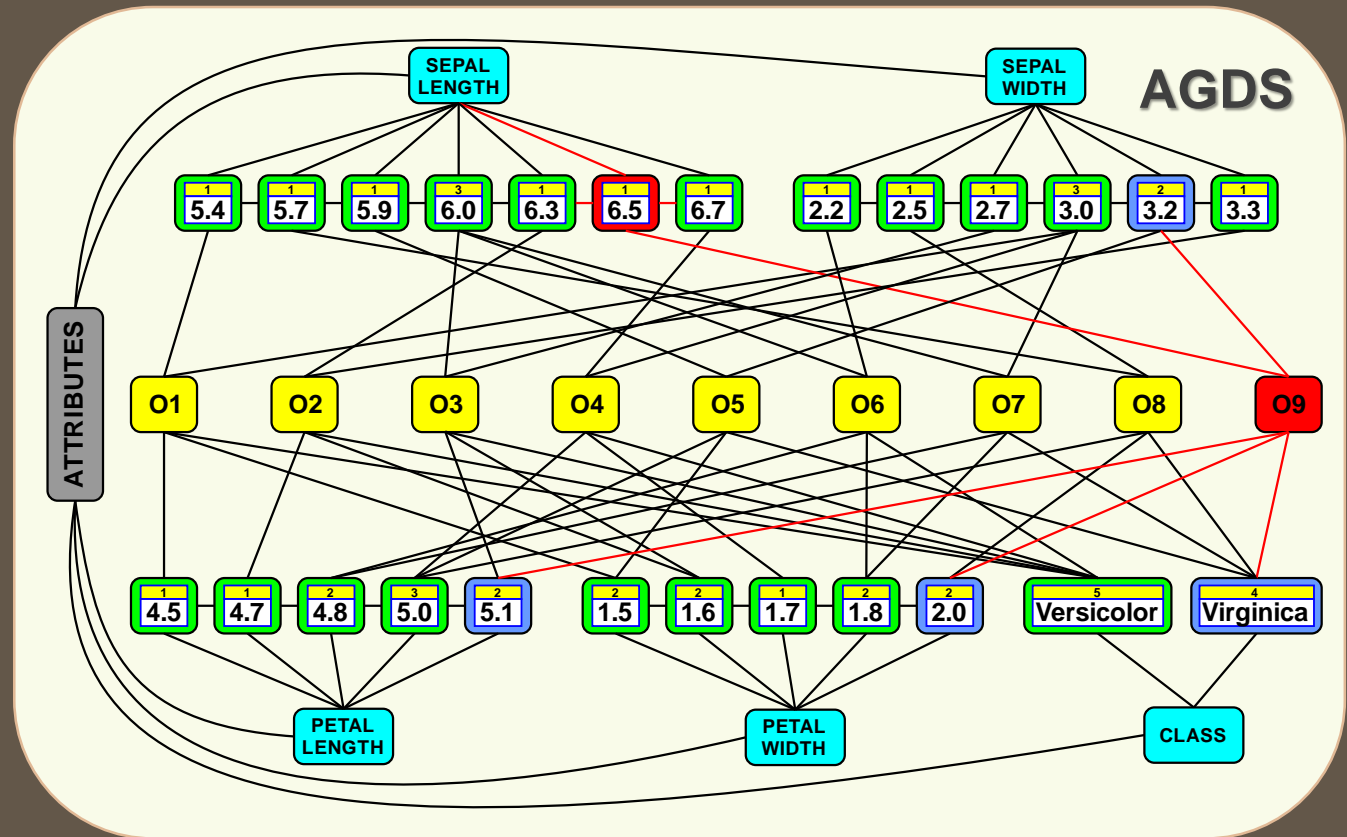 SEPAL
LENGTH
SEPAL
WIDTH
AGDS
1 1 1 3 1 1 1
5.4 5.7 5.9 6.0 6.3 6.5 6.7
1 1 1 3 2 1
2.2 2.5 2.7 3.0 3.2 3.3
ATTRIBUTES
O1 O2 O3 O4 O5 O6 O7 O8 O9
1 1 2 3 2
4.5 4.7 4.8 5.0 5.1
2 2 1 2 2
1.5 1.6 1.7 1.8 2.0
5 4
Versicolor Virginica
PETAL
LENGTH
PETAL
WIDTH
CLASS